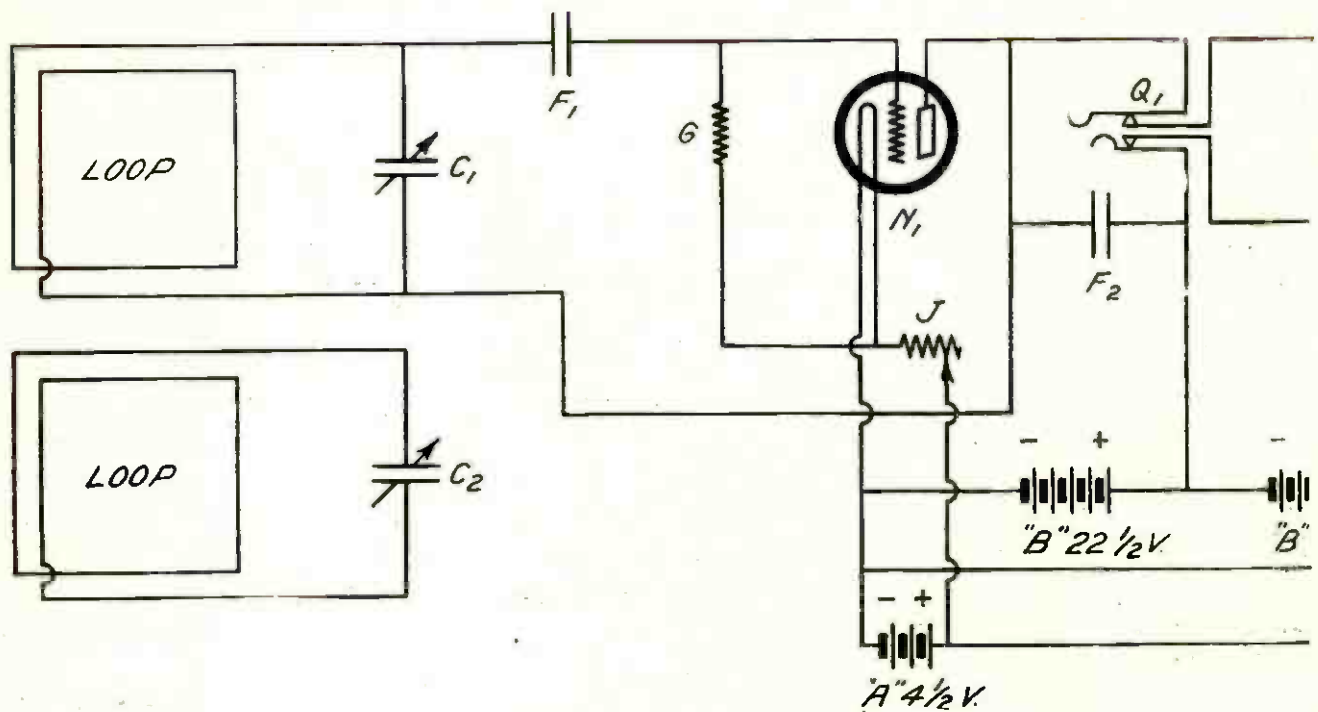 LOOP
C1
F1
G
N1
Q1
F2
J
LOOP
C2
- +
"B" 22 1/2 V.
-
"B"
- +
"A" 4 1/2 V.